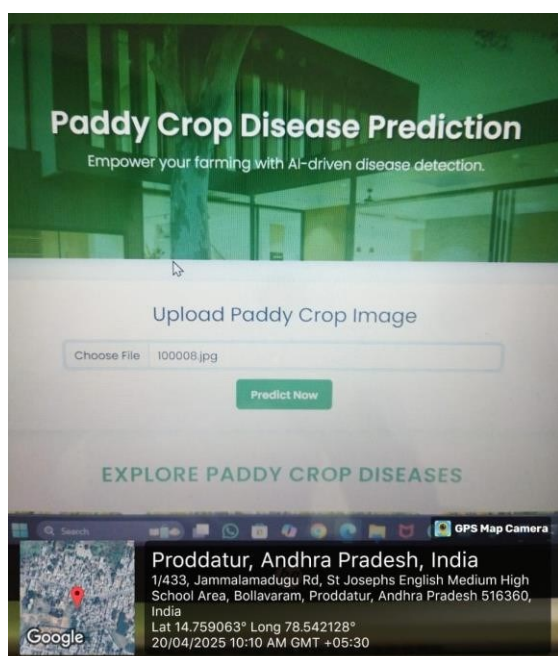 Paddy Crop Disease Prediction
Empower your farming with AI-driven disease detection.
Upload Paddy Crop Image
Choose File 100008.jpg
Predict Now
EXPLORE PADDY CROP DISEASES
Search
GPS Map Camera
Proddatur, Andhra Pradesh, India
1/433, Jammalamadugu Rd, St Josephs English Medium High
School Area, Bollavaram, Proddatur, Andhra Pradesh 516360,
India
Lat 14.759063° Long 78.542128°
20/04/2025 10:10 AM GMT +05:30
Google